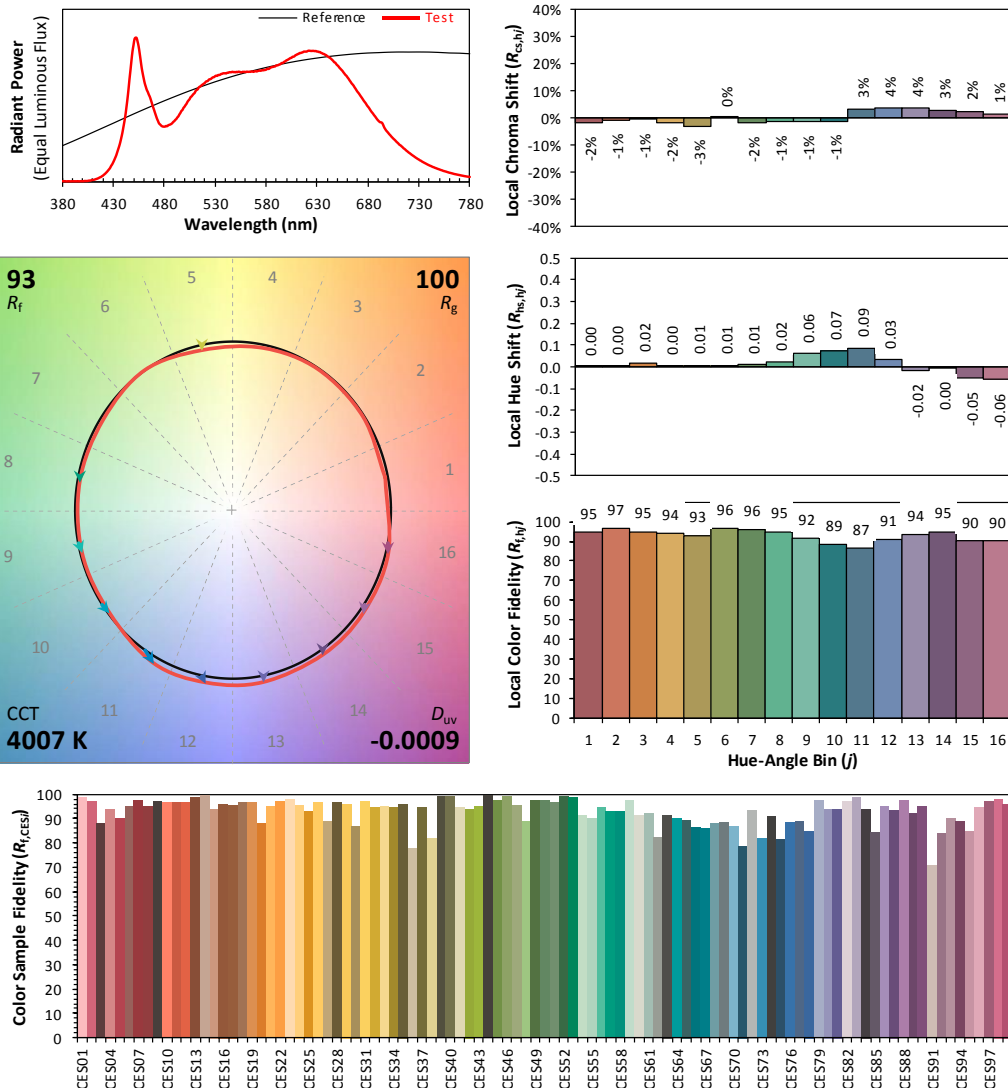 Reference Test
Radiant Power
(Equal Luminous Flux)
380 430 480 530 580 630 680 730 780
Wavelength (nm)
Local Chroma Shift (Rcs,hj)
40%
30%
20%
10%
0%
-10%
-20%
-30%
-40%
-2% -1% -1% -2% -3% 0% -2% -1% -1% -1% 3% 4% 4% 3% 2% 1%
93
Rf
100
Rg
CCT
4007 K
Duv
-0.0009
1 2 3 4 5 6 7 8 9 10 11 12 13 14 15 16
Local Hue Shift (Rhs,hj)
0.5
0.4
0.3
0.2
0.1
0.0
-0.1
-0.2
-0.3
-0.4
-0.5
0.00 0.00 0.02 0.00 0.01 0.01 0.01 0.02 0.06 0.07 0.09 0.03 -0.02 0.00 -0.05 -0.06
Local Color Fidelity (Rf,hj)
100
90
80
70
60
50
40
30
20
10
0
95 97 95 94 93 96 96 95 92 89 87 91 94 95 90 90
1 2 3 4 5 6 7 8 9 10 11 12 13 14 15 16
Hue-Angle Bin (j)
Color Sample Fidelity (Rf,CESi)
100
90
80
70
60
50
40
30
20
10
0
CES01 CES04 CES07 CES10 CES13 CES16 CES19 CES22 CES25 CES28 CES31 CES34 CES37 CES40 CES43 CES46 CES49 CES52 CES55 CES58 CES61 CES64 CES67 CES70 CES73 CES76 CES79 CES82 CES85 CES88 CES91 CES94 CES97